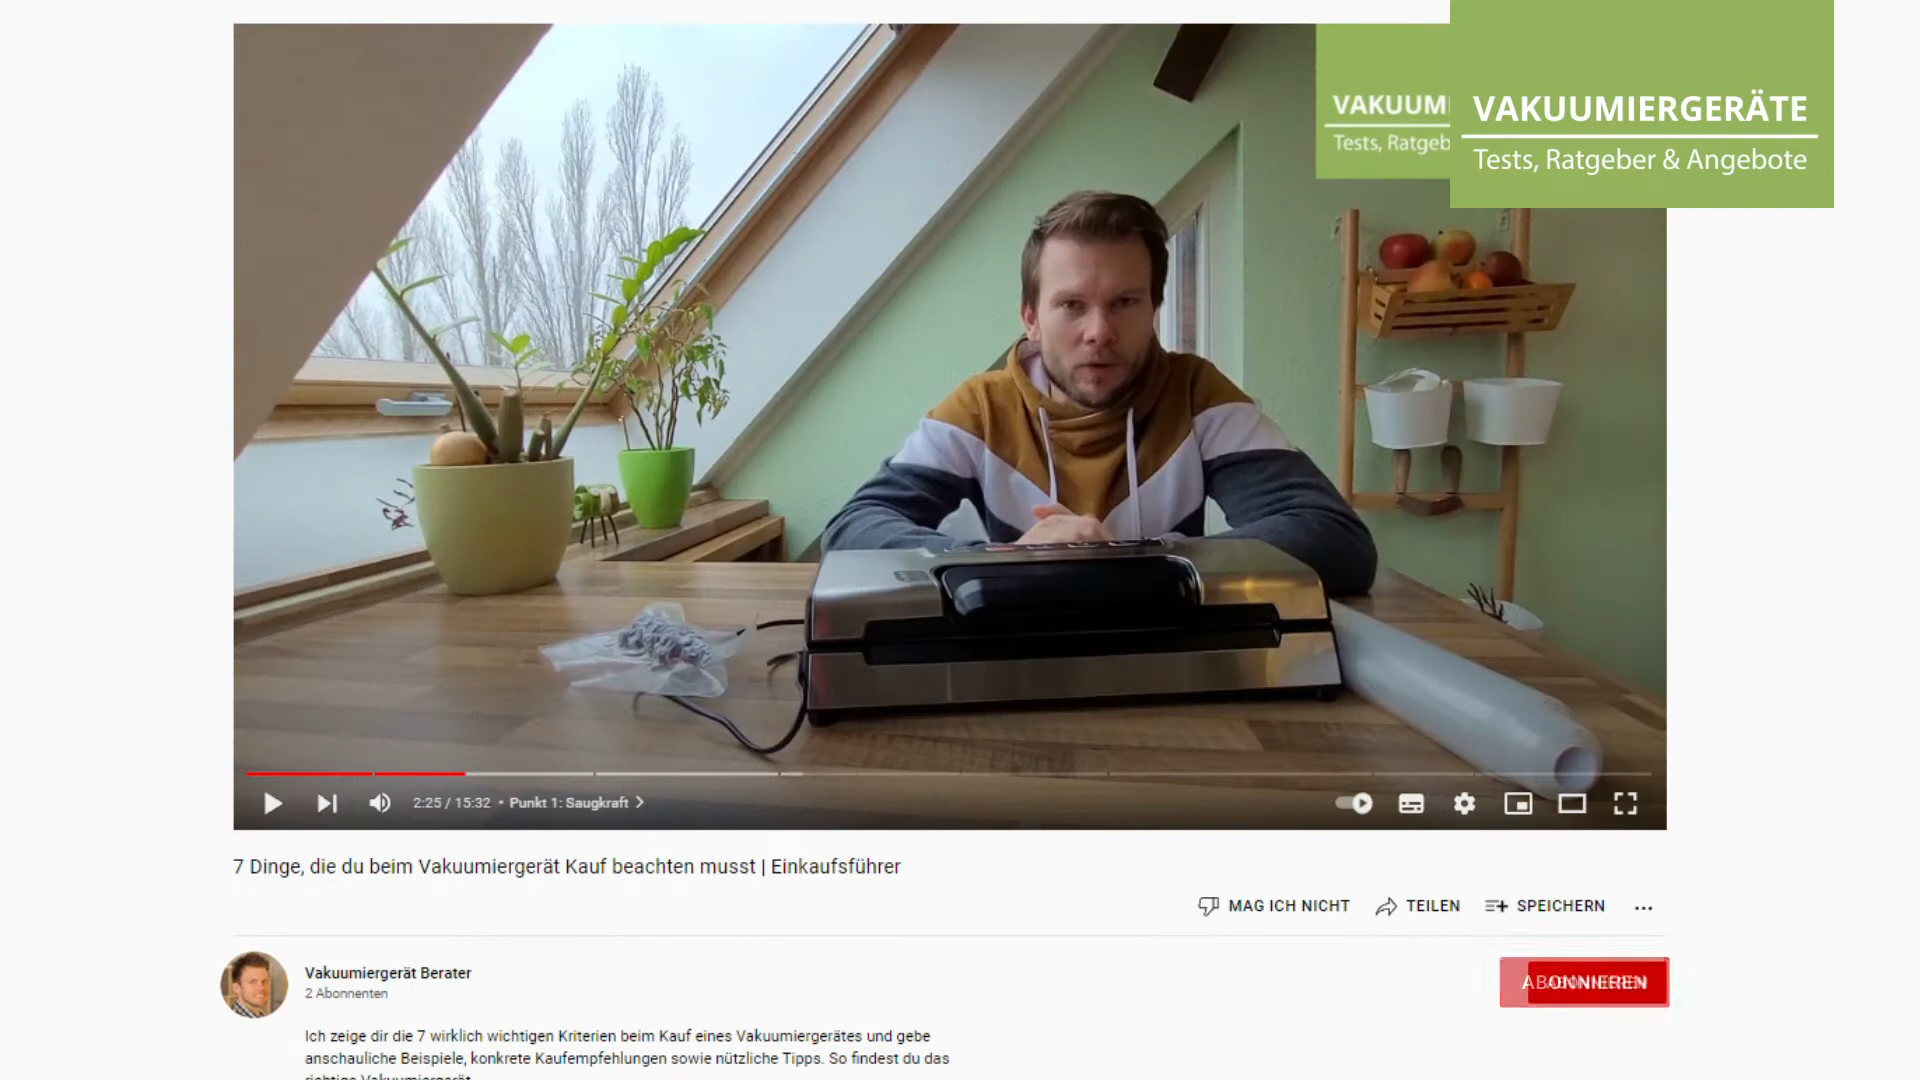 VAKUUMI
Tests, Ratgeb
VAKUUMIERGERÄTE
Tests, Ratgeber & Angebote
2:25 / 15:32 • Punkt 1: Saugkraft
7 Dinge, die du beim Vakuumiergerät Kauf beachten musst | Einkaufsführer
MAG ICH NICHT TEILEN SPEICHERN
Vakuumiergerät Berater
2 Abonnenten
ABONNIEREN
Ich zeige dir die 7 wirklich wichtigen Kriterien beim Kauf eines Vakuumiergerätes und gebe
anschauliche Beispiele, konkrete Kaufempfehlungen sowie nützliche Tipps. So findest du das
richtige Vakuumiergerät